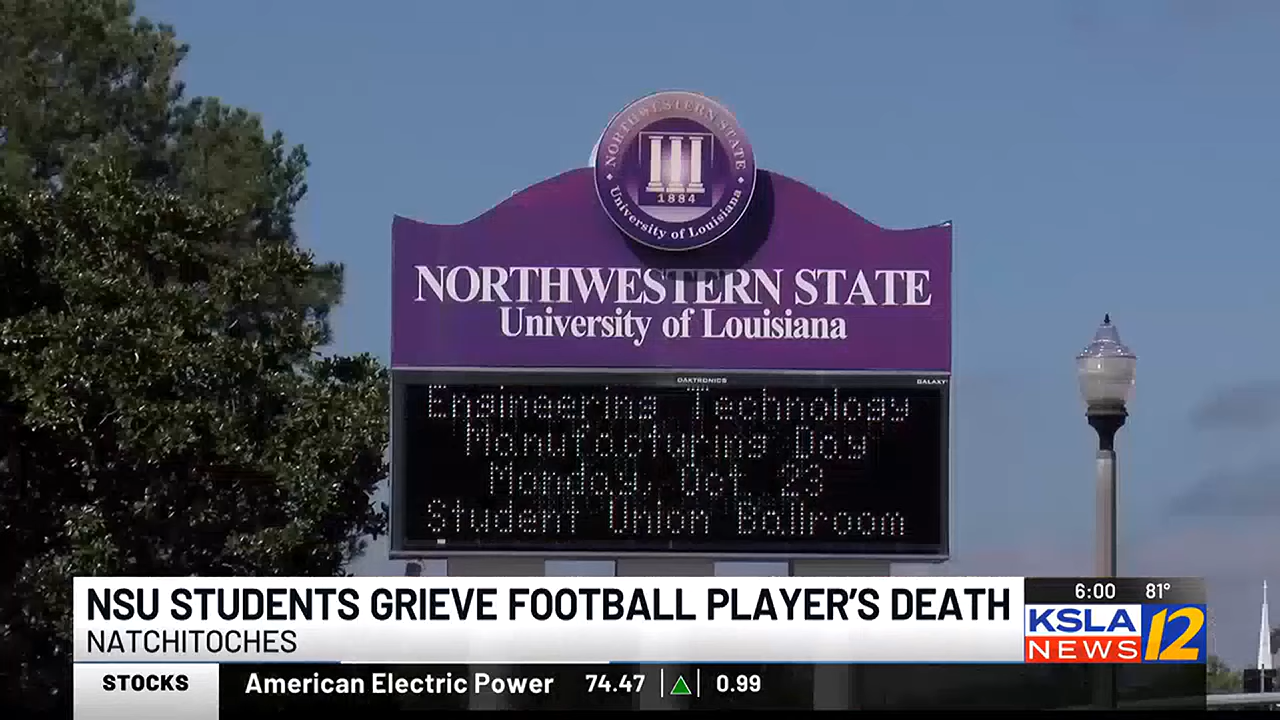 NORTHWESTERN STATE
1884
University of Louisiana
NORTHWESTERN STATE
University of Louisiana
DAKTRONICS GALAXY
Engineering Technology
Manufacturing Day
Monday, Oct 23
Student Union Ballroom
NSU STUDENTS GRIEVE FOOTBALL PLAYER'S DEATH
NATCHITOCHES
6:00 81°
KSLA
NEWS 12
STOCKS American Electric Power 74.47 0.99